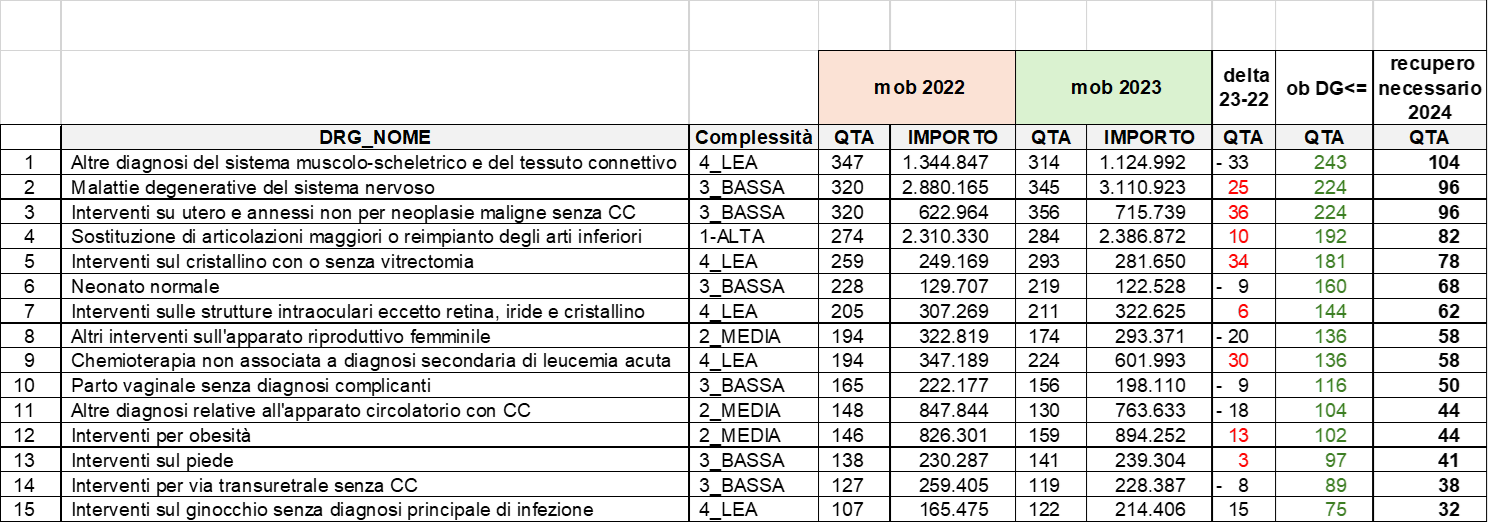 mob 2022 mob 2023 delta 23-22 ob DG<= recupero necessario 2024
DRG_NOME Complessità QTA IMPORTO QTA IMPORTO QTA QTA QTA
1 Altre diagnosi del sistema muscolo-scheletrico e del tessuto connettivo 4_LEA 347 1.344.847 314 1.124.992 - 33 243 104
2 Malattie degenerative del sistema nervoso 3_BASSA 320 2.880.165 345 3.110.923 25 224 96
3 Interventi su utero e annessi non per neoplasie maligne senza CC 3_BASSA 320 622.964 356 715.739 36 224 96
4 Sostituzione di articolazioni maggiori o reimpianto degli arti inferiori 1-ALTA 274 2.310.330 284 2.386.872 10 192 82
5 Interventi sul cristallino con o senza vitrectomia 4_LEA 259 249.169 293 281.650 34 181 78
6 Neonato normale 3_BASSA 228 129.707 219 122.528 - 9 160 68
7 Interventi sulle strutture intraoculari eccetto retina, iride e cristallino 4_LEA 205 307.269 211 322.625 6 144 62
8 Altri interventi sull'apparato riproduttivo femminile 2_MEDIA 194 322.819 174 293.371 - 20 136 58
9 Chemioterapia non associata a diagnosi secondaria di leucemia acuta 4_LEA 194 347.189 224 601.993 30 136 58
10 Parto vaginale senza diagnosi complicanti 3_BASSA 165 222.177 156 198.110 - 9 116 50
11 Altre diagnosi relative all'apparato circolatorio con CC 2_MEDIA 148 847.844 130 763.633 - 18 104 44
12 Interventi per obesità 2_MEDIA 146 826.301 159 894.252 13 102 44
13 Interventi sul piede 3_BASSA 138 230.287 141 239.304 3 97 41
14 Interventi per via transuretrale senza CC 3_BASSA 127 259.405 119 228.387 - 8 89 38
15 Interventi sul ginocchio senza diagnosi principale di infezione 4_LEA 107 165.475 122 214.406 15 75 32